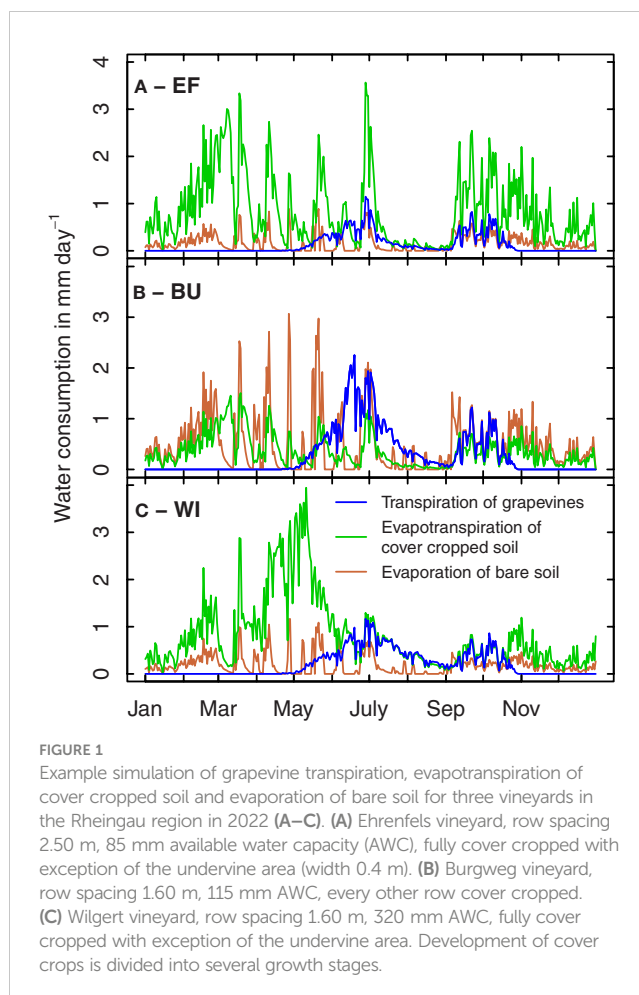 Water consumption in mm day⁻¹
A – EF
4
3
2
1
0
B – BU
3
2
1
0
C – WI
Transpiration of grapevines
Evapotranspiration of
cover cropped soil
Evaporation of bare soil
3
2
1
0
Jan Mar May July Sep Nov
FIGURE 1
Example simulation of grapevine transpiration, evapotranspiration of
cover cropped soil and evaporation of bare soil for three vineyards in
the Rheingau region in 2022 (A–C). (A) Ehrenfels vineyard, row spacing
2.50 m, 85 mm available water capacity (AWC), fully cover cropped with
exception of the undervine area (width 0.4 m). (B) Burgweg vineyard,
row spacing 1.60 m, 115 mm AWC, every other row cover cropped.
(C) Wilgert vineyard, row spacing 1.60 m, 320 mm AWC, fully cover
cropped with exception of the undervine area. Development of cover
crops is divided into several growth stages.